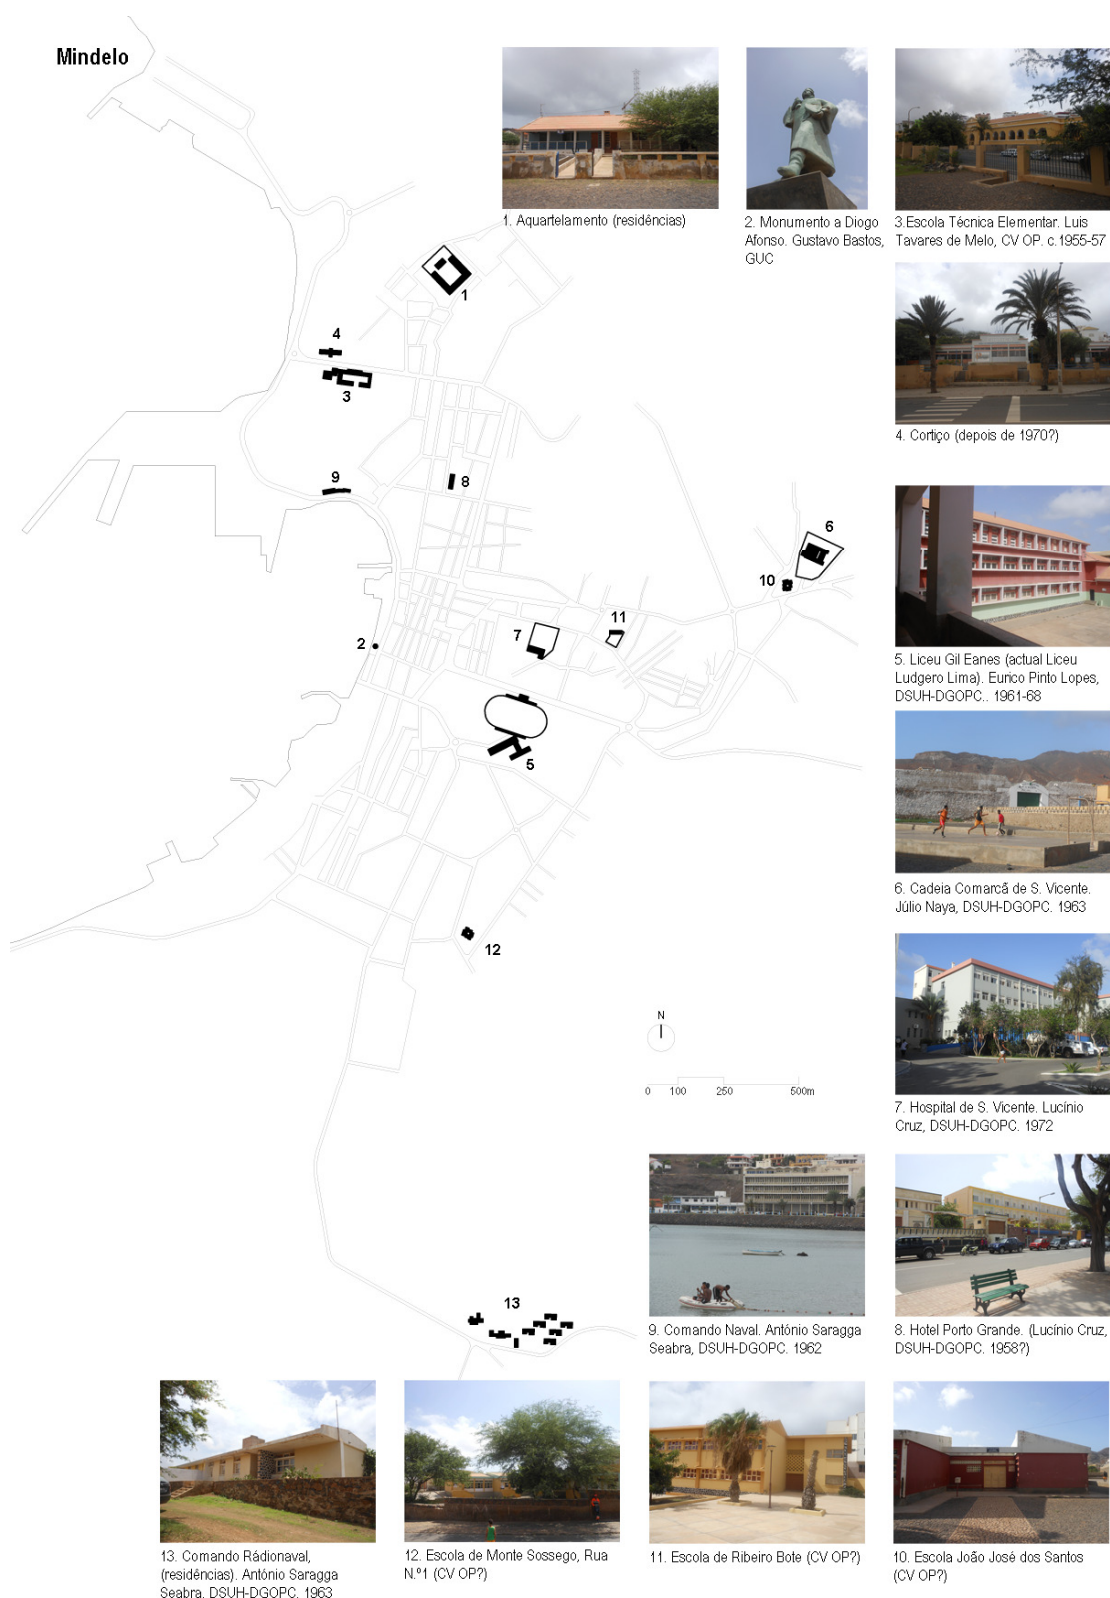 Mindelo
1. Aquartelamento (residências)
2. Monumento a Diogo
Afonso. Gustavo Bastos,
GUC
3.Escola Técnica Elementar. Luis
Tavares de Melo, CV OP. c.1955-57
4. Cortiço (depois de 1970?)
5. Liceu Gil Eanes (actual Liceu
Ludgero Lima). Eurico Pinto Lopes,
DSUH-DGOPC.. 1961-68
6. Cadeia Comarcã de S. Vicente.
Júlio Naya, DSUH-DGOPC. 1963
7. Hospital de S. Vicente. Lucínio
Cruz, DSUH-DGOPC. 1972
8. Hotel Porto Grande. (Lucínio Cruz,
DSUH-DGOPC. 1958?)
9. Comando Naval. António Saragga
Seabra, DSUH-DGOPC. 1962
10. Escola João José dos Santos
(CV OP?)
11. Escola de Ribeiro Bote (CV OP?)
12. Escola de Monte Sossego, Rua
N.º1 (CV OP?)
13. Comando Rádionaval,
(residências). António Saragga
Seabra. DSUH-DGOPC. 1963
1
4
3
9
8
6
10
11
7
2
5
12
N
0 100 250 500m
13